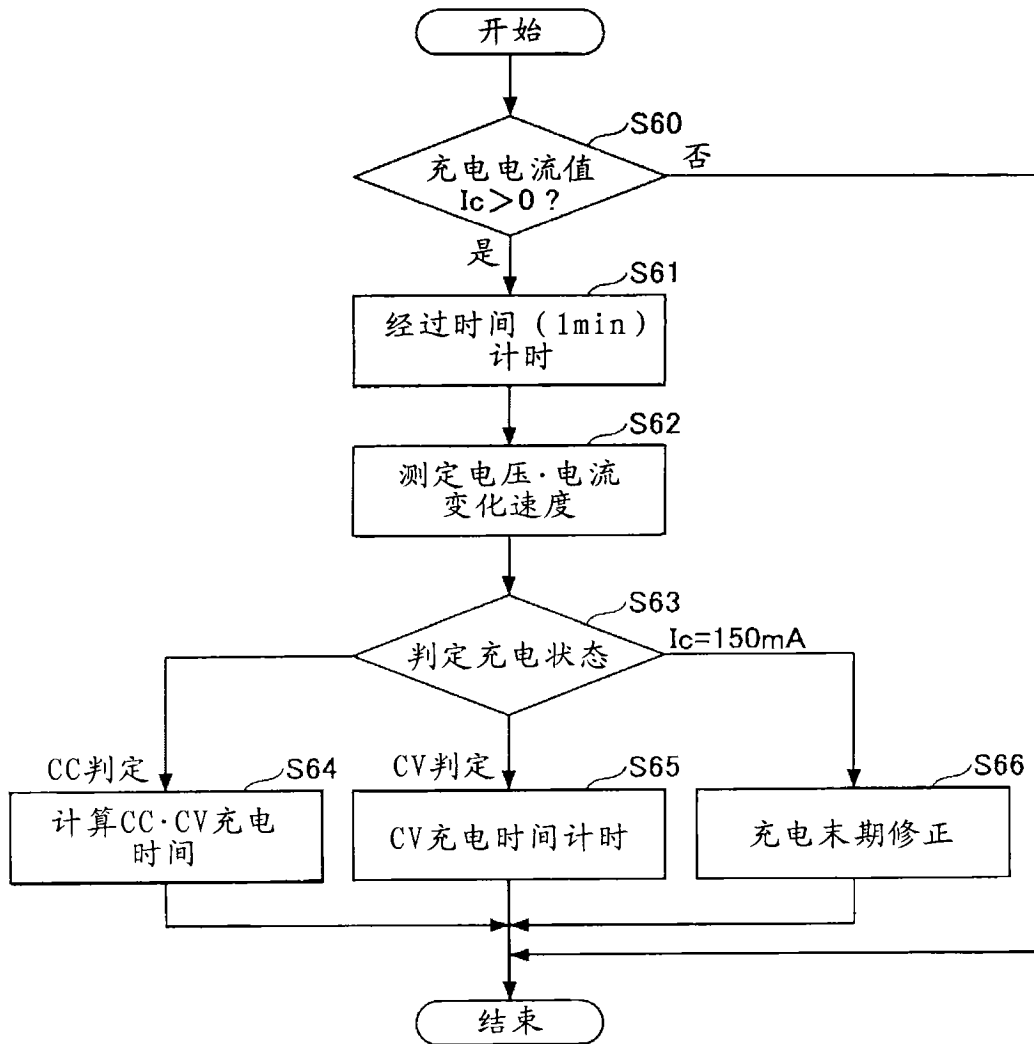 开始
S60
充电电流值
Ic>0?
否
是
S61
经过时间(1min)
计时
S62
测定电压·电流
变化速度
S63
判定充电状态
Ic=150mA
CC判定
S64
计算CC·CV充电
时间
CV判定
S65
CV充电时间计时
S66
充电末期修正
结束